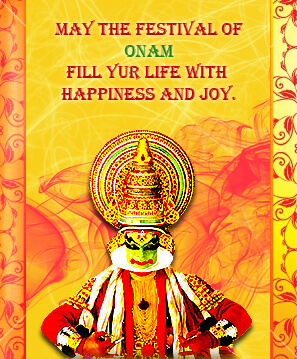 MAY THE FESTIVAL OF
ONAM
FILL YUR LIFE WITH
HAPPINESS AND JOY.